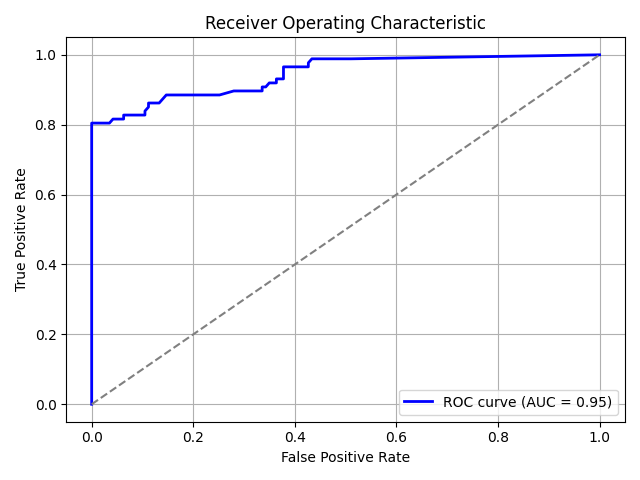 Receiver Operating Characteristic
1.0
0.8
0.6
0.4
0.2
0.0
True Positive Rate
ROC curve (AUC = 0.95)
0.0 0.2 0.4 0.6 0.8 1.0
False Positive Rate